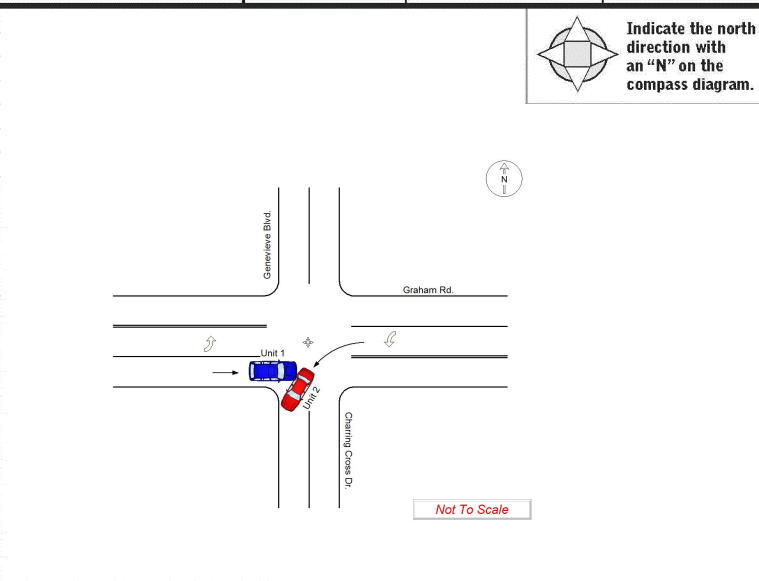 Indicate the north
direction with
an “N” on the
compass diagram.
N
Genevieve Blvd.
Graham Rd.
Unit 1
Unit 2
Charring Cross Dr.
Not To Scale